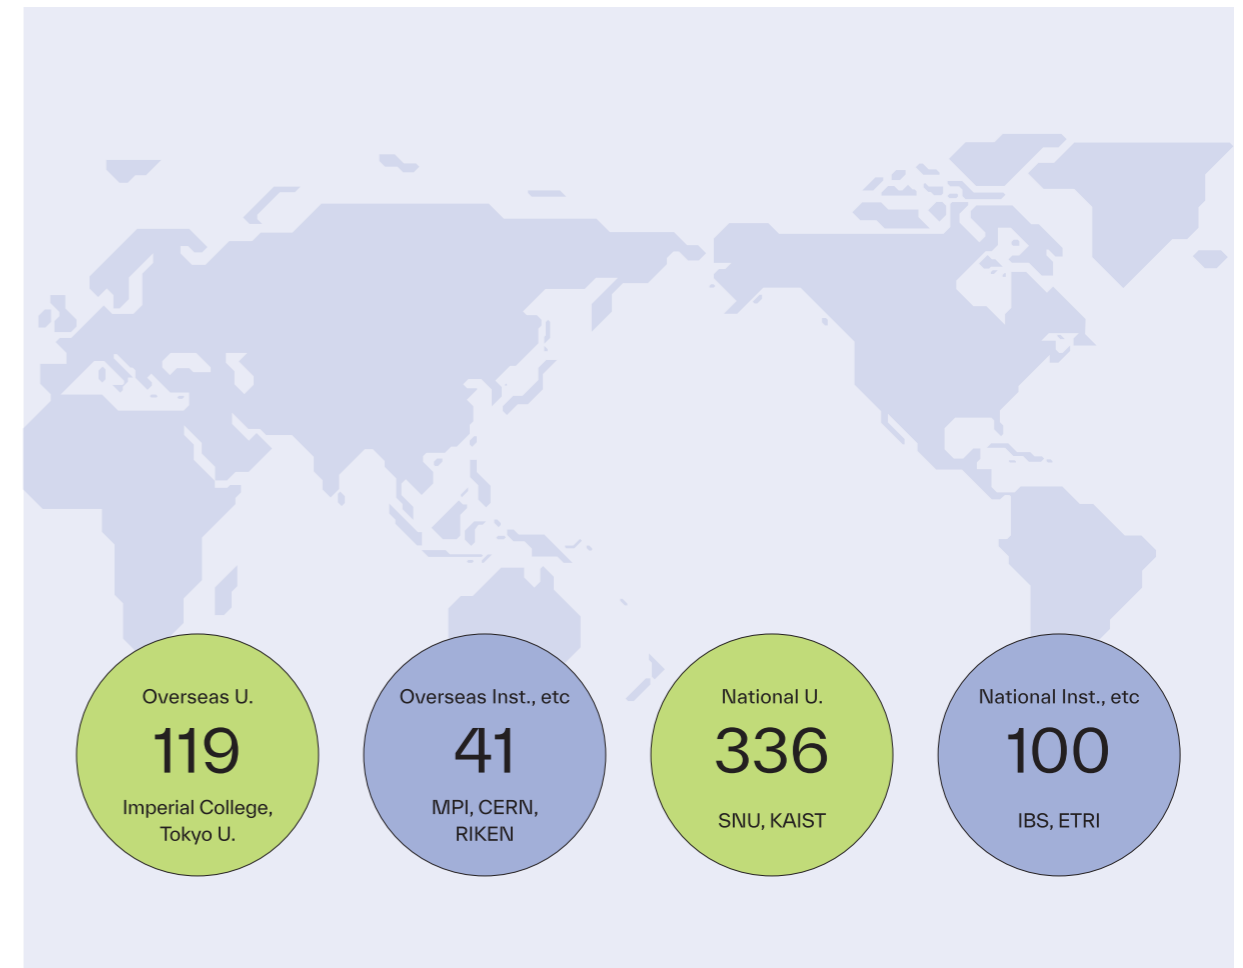 Overseas U.
119
Imperial College,
Tokyo U.
Overseas Inst., etc
41
MPI, CERN,
RIKEN
National U.
336
SNU, KAIST
National Inst., etc
100
IBS, ETRI